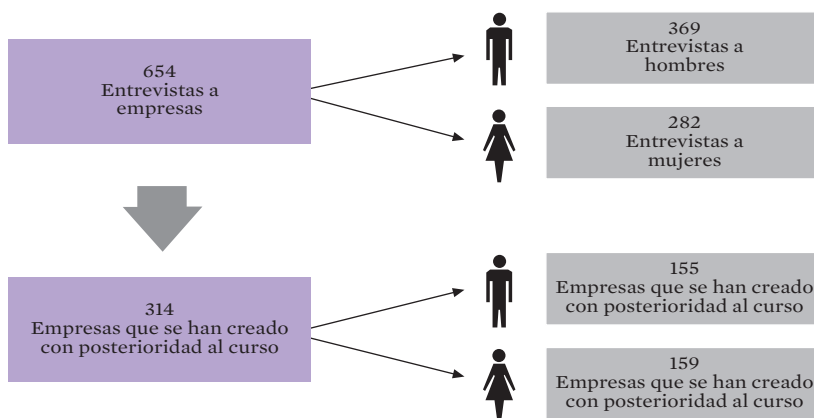 654
Entrevistas a
empresas
369
Entrevistas a
hombres
282
Entrevistas a
mujeres
314
Empresas que se han creado
con posterioridad al curso
155
Empresas que se han creado
con posterioridad al curso
159
Empresas que se han creado
con posterioridad al curso